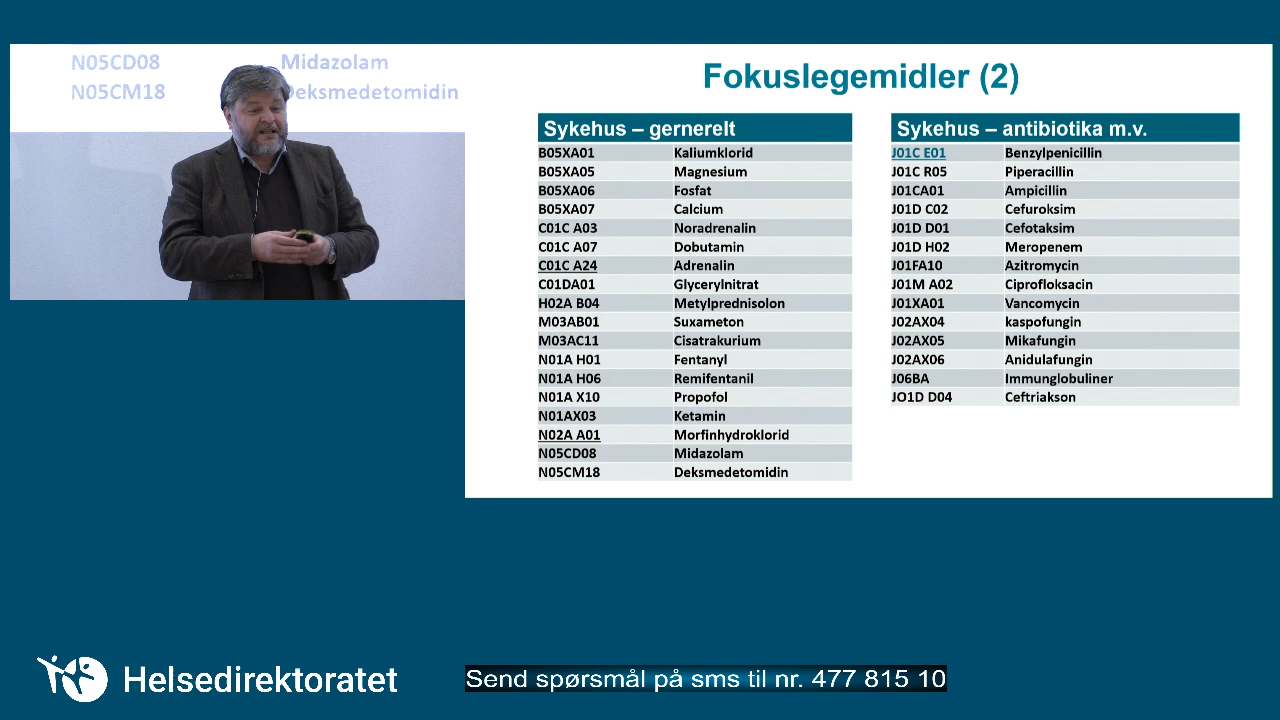 N05CD08 Midazolam
N05CM18 Deksmedetomidin
Fokuslegemidler (2)
Sykehus – gernerelt
B05XA01 Kaliumklorid
B05XA05 Magnesium
B05XA06 Fosfat
B05XA07 Calcium
C01C A03 Noradrenalin
C01C A07 Dobutamin
C01C A24 Adrenalin
C01DA01 Glycerylnitrat
H02A B04 Metylprednisolon
M03AB01 Suxameton
M03AC11 Cisatrakurium
N01A H01 Fentanyl
N01A H06 Remifentanil
N01A X10 Propofol
N01AX03 Ketamin
N02A A01 Morfinhydroklorid
N05CD08 Midazolam
N05CM18 Deksmedetomidin
Sykehus – antibiotika m.v.
J01C E01 Benzylpenicillin
J01C R05 Piperacillin
J01CA01 Ampicillin
J01D C02 Cefuroksim
J01D D01 Cefotaksim
J01D H02 Meropenem
J01FA10 Azitromycin
J01M A02 Ciprofloksacin
J01XA01 Vancomycin
J02AX04 kaspofungin
J02AX05 Mikafungin
J02AX06 Anidulafungin
J06BA Immunglobuliner
JO1D D04 Ceftriakson
Helsedirektoratet
Send spørsmål på sms til nr. 477 815 10